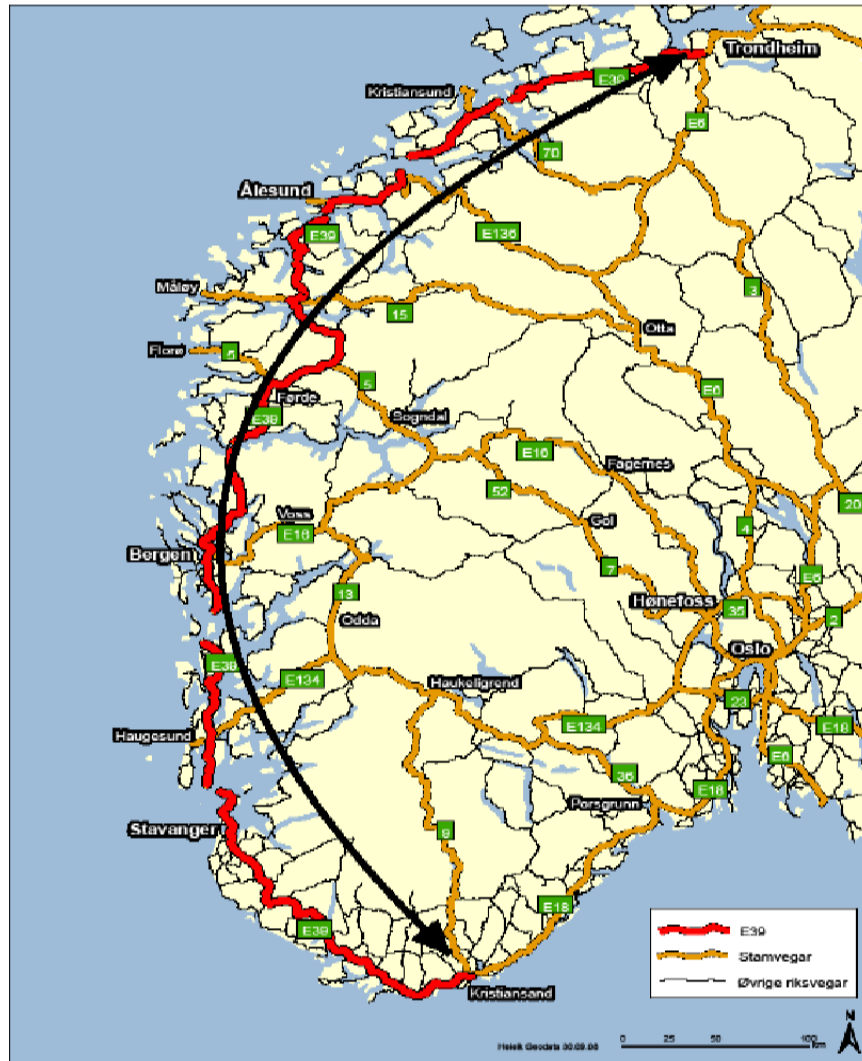 Trondheim
E39
Kristiansund
E6
70
Ålesund
E39
E136
Måløy
3
15
Otta
Florø
5
5
E6
Førde
E39
Sogndal
E16
Fagernes
52
20
Voss
Gol
4
E16
Bergen
7
E6
13
Hønefoss
35
2
Odda
Oslo
E39
E134
Haukeligrend
23
Haugesund
E134
E18
E6
36
E18
Porsgrunn
Stavanger
9
E18
E39
Kristiansand
E39
Stamvegar
Øvrige riksvegar
N
0 25 50 100
Km